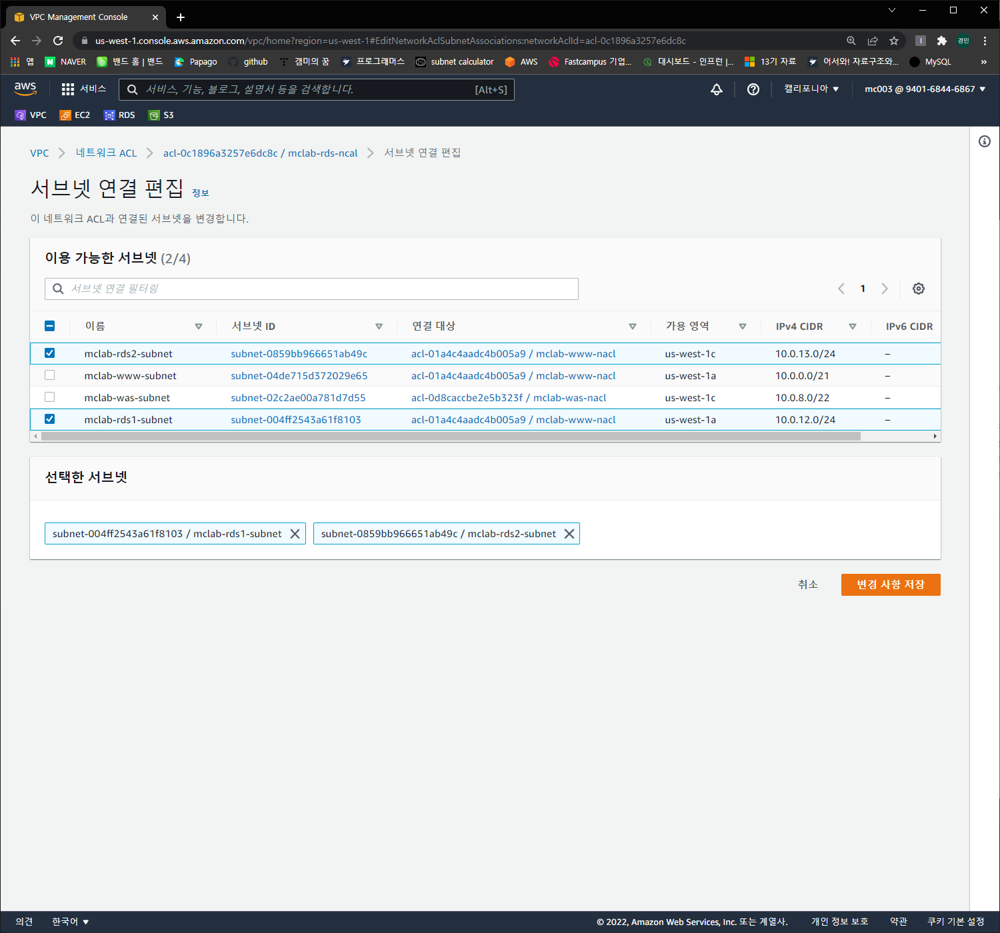 VPC Management Console
us-west-1.console.aws.amazon.com/vpc/home?region=us-west-1#EditNetworkAclSubnetAssociations:networkAclId=acl-0c1896a3257e6dc8c
경민
앱 NAVER 밴드 홈 | 밴드 Papago github 갬미의 꿈 프로그래머스 subnet calculator AWS Fastcampus 기업... 대시보드 - 인프런 |... 13기 자료 어서와! 자료구조와... MySQL »
aws 서비스 서비스, 기능, 블로그, 설명서 등을 검색합니다. [Alt+S] 캘리포니아 ▼ mc003 @ 9401-6844-6867 ▼
VPC EC2 RDS S3
VPC > 네트워크 ACL > acl-0c1896a3257e6dc8c / mclab-rds-ncal > 서브넷 연결 편집
서브넷 연결 편집 정보
이 네트워크 ACL과 연결된 서브넷을 변경합니다.
이용 가능한 서브넷 (2/4)
서브넷 연결 필터링 1
이름 서브넷 ID 연결 대상 가용 영역 IPv4 CIDR IPv6 CIDR
mclab-rds2-subnet subnet-0859bb966651ab49c acl-01a4c4aadc4b005a9 / mclab-www-nacl us-west-1c 10.0.13.0/24 –
mclab-www-subnet subnet-04de715d372029e65 acl-01a4c4aadc4b005a9 / mclab-www-nacl us-west-1a 10.0.0.0/21 –
mclab-was-subnet subnet-02c2ae00a781d7d55 acl-0d8caccbe2e5b323f / mclab-was-nacl us-west-1c 10.0.8.0/22 –
mclab-rds1-subnet subnet-004ff2543a61f8103 acl-01a4c4aadc4b005a9 / mclab-www-nacl us-west-1a 10.0.12.0/24 –
선택한 서브넷
subnet-004ff2543a61f8103 / mclab-rds1-subnet subnet-0859bb966651ab49c / mclab-rds2-subnet
취소 변경 사항 저장
의견 한국어 ▼ © 2022, Amazon Web Services, Inc. 또는 계열사. 개인 정보 보호 약관 쿠키 기본 설정